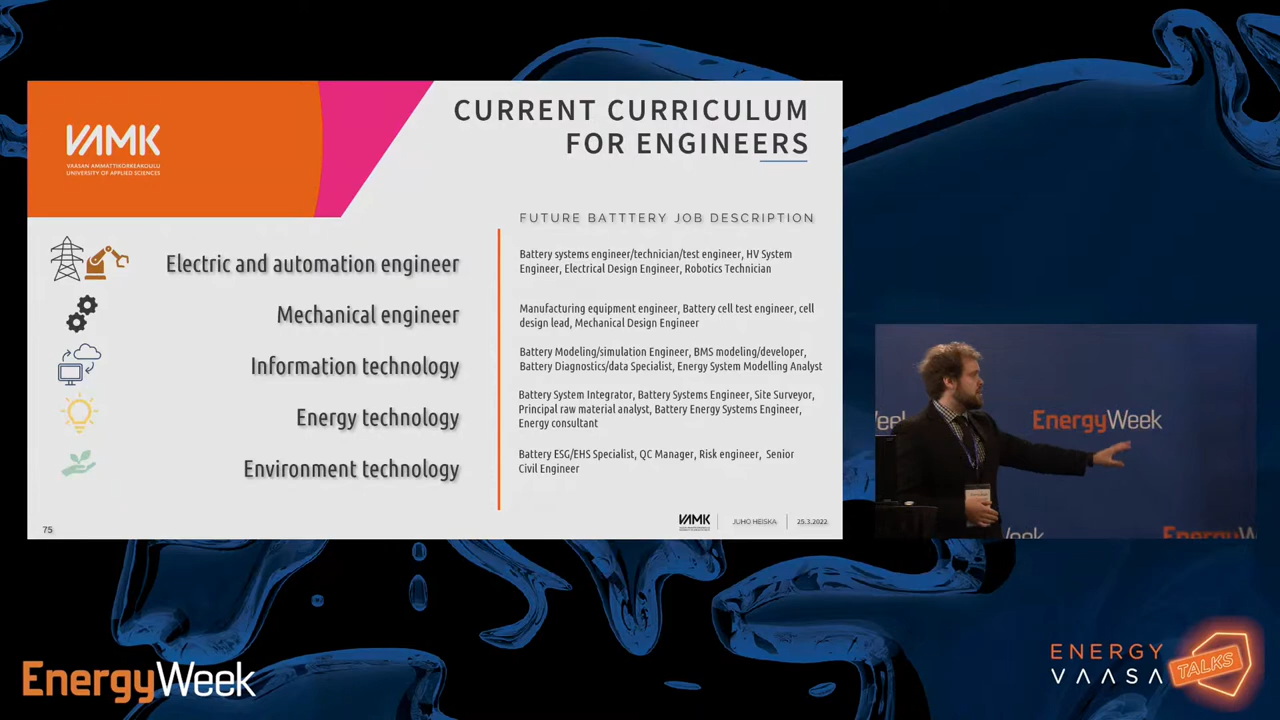 VAMK
VAASAN AMMATTIKORKEAKOULU
UNIVERSITY OF APPLIED SCIENCES
CURRENT CURRICULUM
FOR ENGINEERS
FUTURE BATTTERY JOB DESCRIPTION
Electric and automation engineer
Battery systems engineer/technician/test engineer, HV System
Engineer, Electrical Design Engineer, Robotics Technician
Mechanical engineer
Manufacturing equipment engineer, Battery cell test engineer, cell
design lead, Mechanical Design Engineer
Information technology
Battery Modeling/simulation Engineer, BMS modeling/developer,
Battery Diagnostics/data Specialist, Energy System Modelling Analyst
Energy technology
Battery System Integrator, Battery Systems Engineer, Site Surveyor,
Principal raw material analyst, Battery Energy Systems Engineer,
Energy consultant
Environment technology
Battery ESG/EHS Specialist, QC Manager, Risk engineer, Senior
Civil Engineer
75
VAMK
JUHO HEISKA
25.3.2022
Week
EnergyWeek
Week
EnergyWeek
EnergyWeek
ENERGY
VAASA
TALKS